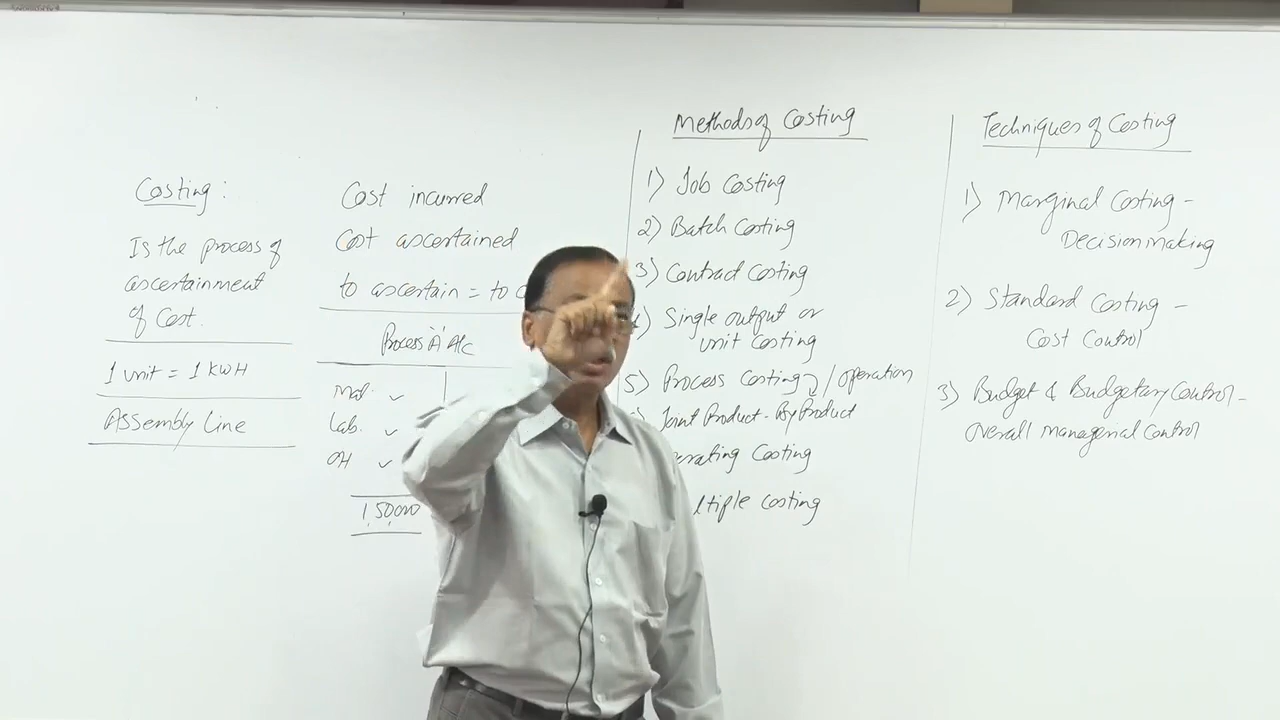 Costing:
Is the process of
ascertainment
of Cost.
1 unit = 1 KWH
Assembly Line
Cost incurred
Cost ascertained
to ascertain = to
Process "A" A/c
Mat.
Lab.
OH
1,50,000
Methods of Costing
1) Job Costing
2) Batch Costing
3) Contract Costing
Single output or
unit Costing
5) Process Costing / operation
Joint Product - By Product
Costing
Costing
Techniques of Costing
1) Marginal Costing -
Decision making
2) Standard Costing -
Cost Control
3) Budget & Budgetary Control -
Overall Managerial Control